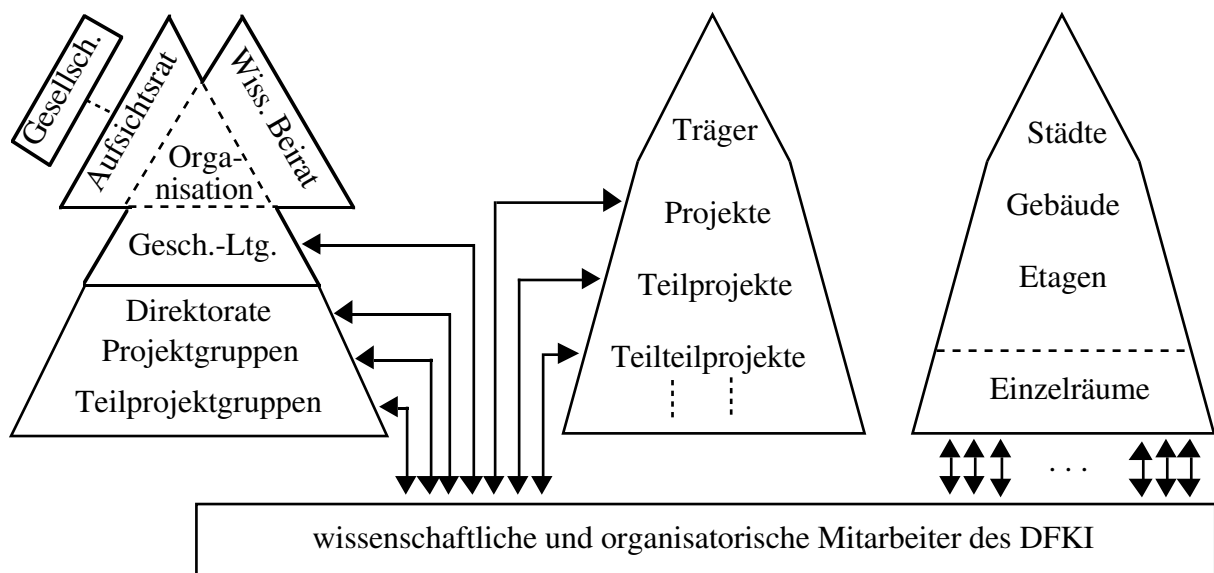 Gesellsch.
Aufsichtsrat
Wiss. Beirat
Orga-
nisation
Gesch.-Ltg.
Direktorate
Projektgruppen
Teilprojektgruppen
Träger
Projekte
Teilprojekte
Teilteilprojekte
Städte
Gebäude
Etagen
Einzelräume
. . .
wissenschaftliche und organisatorische Mitarbeiter des DFKI